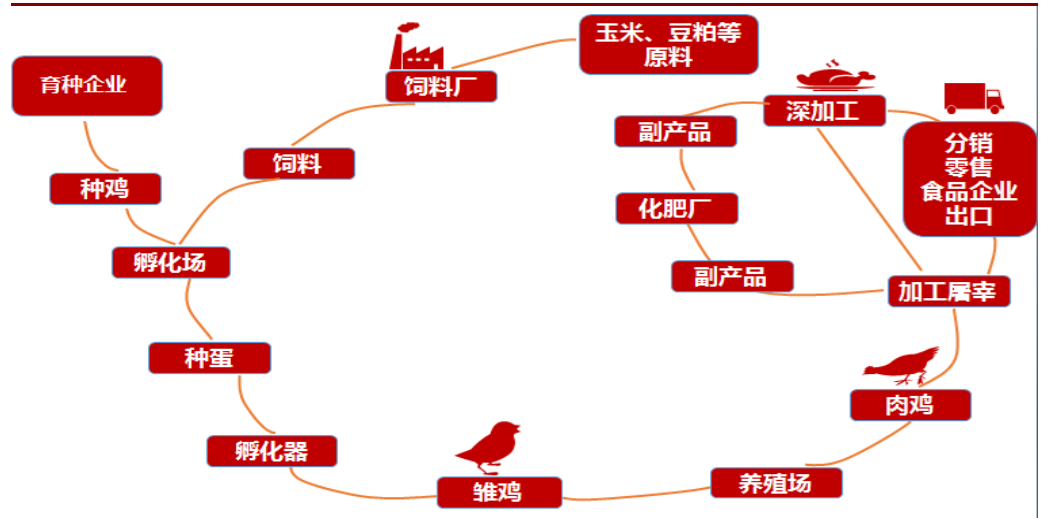 玉米、豆粕等
原料
育种企业
饲料厂
深加工
副产品
分销
零售
食品企业
出口
饲料
种鸡
化肥厂
孵化场
副产品
加工屠宰
种蛋
肉鸡
孵化器
雏鸡
养殖场